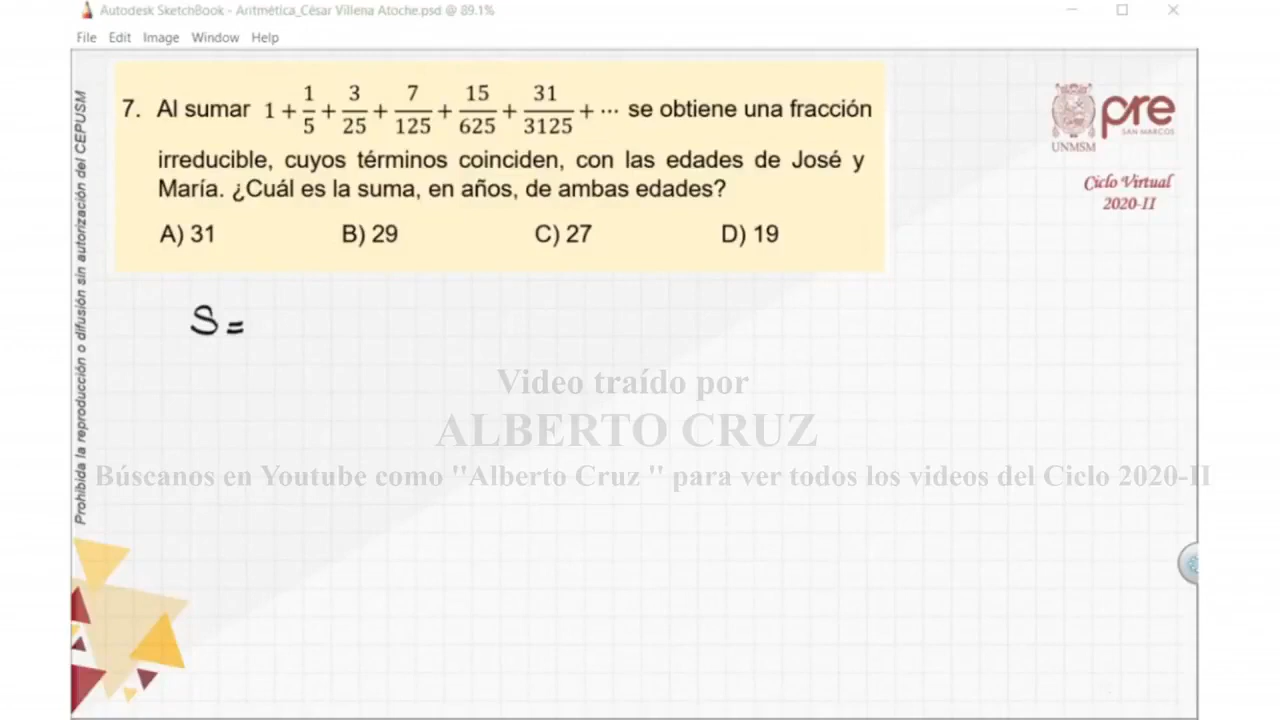 Autodesk SketchBook - Aritmética_César Villena Atoche.psd @ 89.1%
File Edit Image Window Help
7. Al sumar 1 + 1/5 + 3/25 + 7/125 + 15/625 + 31/3125 + ··· se obtiene una fracción
irreducible, cuyos términos coinciden, con las edades de José y
María. ¿Cuál es la suma, en años, de ambas edades?
A) 31 B) 29 C) 27 D) 19
UNMSM
pre
SAN MARCOS
Ciclo Virtual
2020-II
Prohibida la reproducción o difusión sin autorización del CEPUSM
S =
Video traído por
ALBERTO CRUZ
Búscanos en Youtube como "Alberto Cruz " para ver todos los videos del Ciclo 2020-II